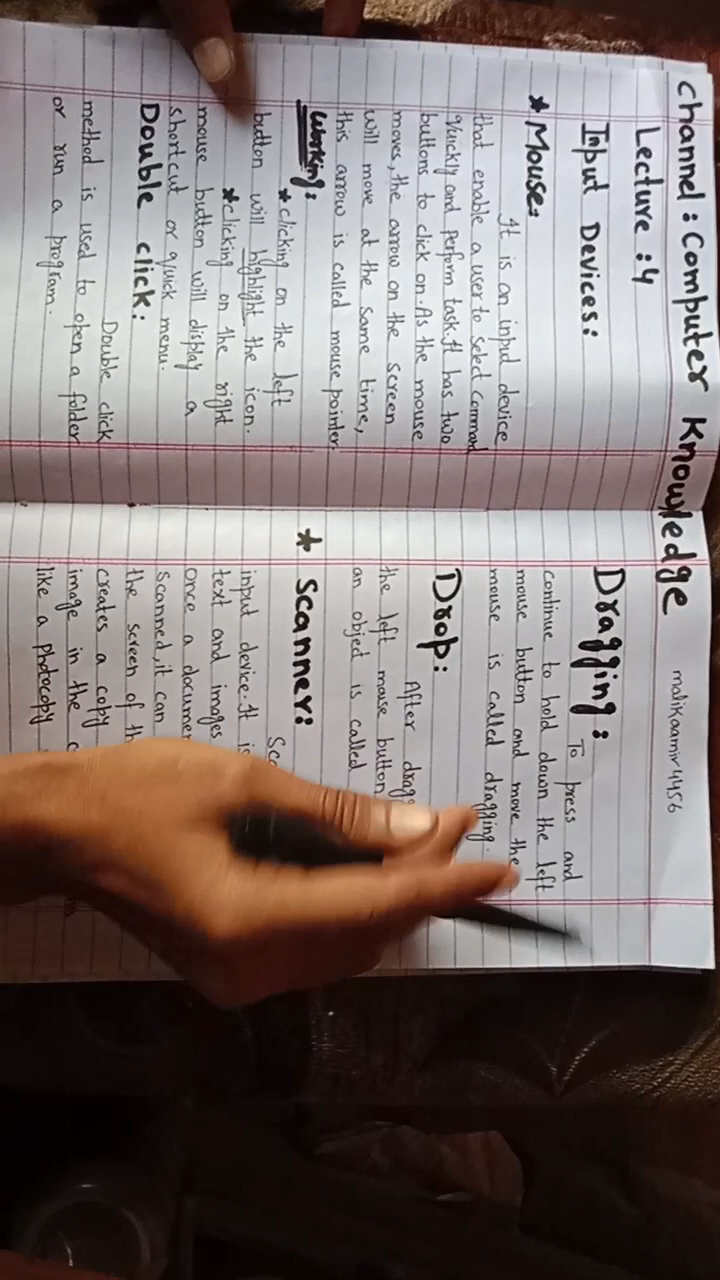 Channel: Computer Knowledge
malikaamir4456
Lecture :4
Input Devices:
* Mouse:
It is an input device
that enable a user to select command
quickly and perform task. It has two
buttons to click on. As the mouse
moves, the arrow on the screen
will move at the same time,
this arrow is called mouse pointer.
Working:
* clicking on the left
button will highlight the icon.
* clicking on the right
mouse button will display a
shortcut or quick menu.
Double click:
Double click
method is used to open a folder
or run a program.
Dragging:
To press and
continue to hold down the left
mouse button and move the
mouse is called dragging.
Drop:
After
the left mouse button
an object is called
* Scanner:
input device. It is
text and images
once a
scanned, it can
the screen of
creates a copy
image in the
like a photocopy